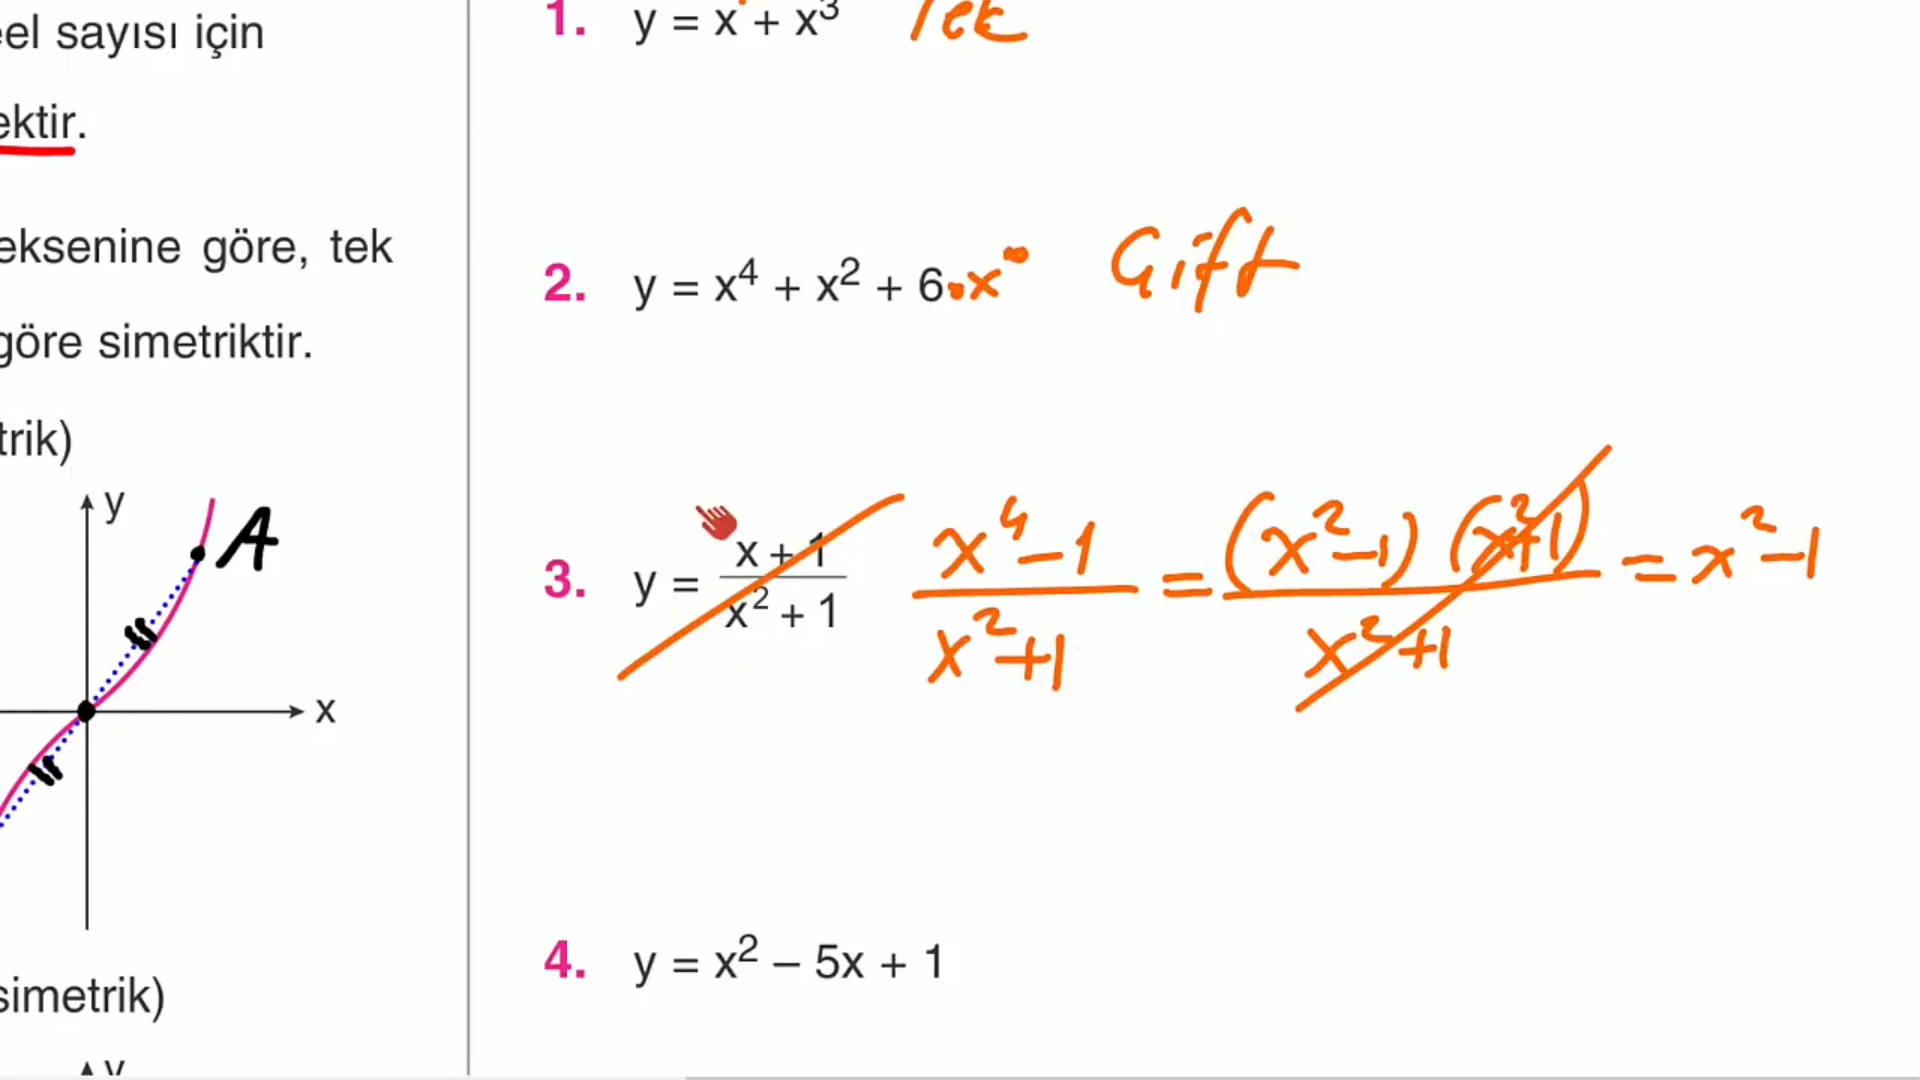 eel sayısı için
ektir.
eksenine göre, tek
göre simetriktir.
trik)
y
A
x
simetrik)
y
1. y = x + x³ Tek
2. y = x⁴ + x² + 6·x⁰ Çift
3. y = x + 1 / x² + 1 x⁴ – 1 / x² + 1 = (x² – 1) (x² + 1) / x² + 1 = x² – 1
4. y = x² – 5x + 1